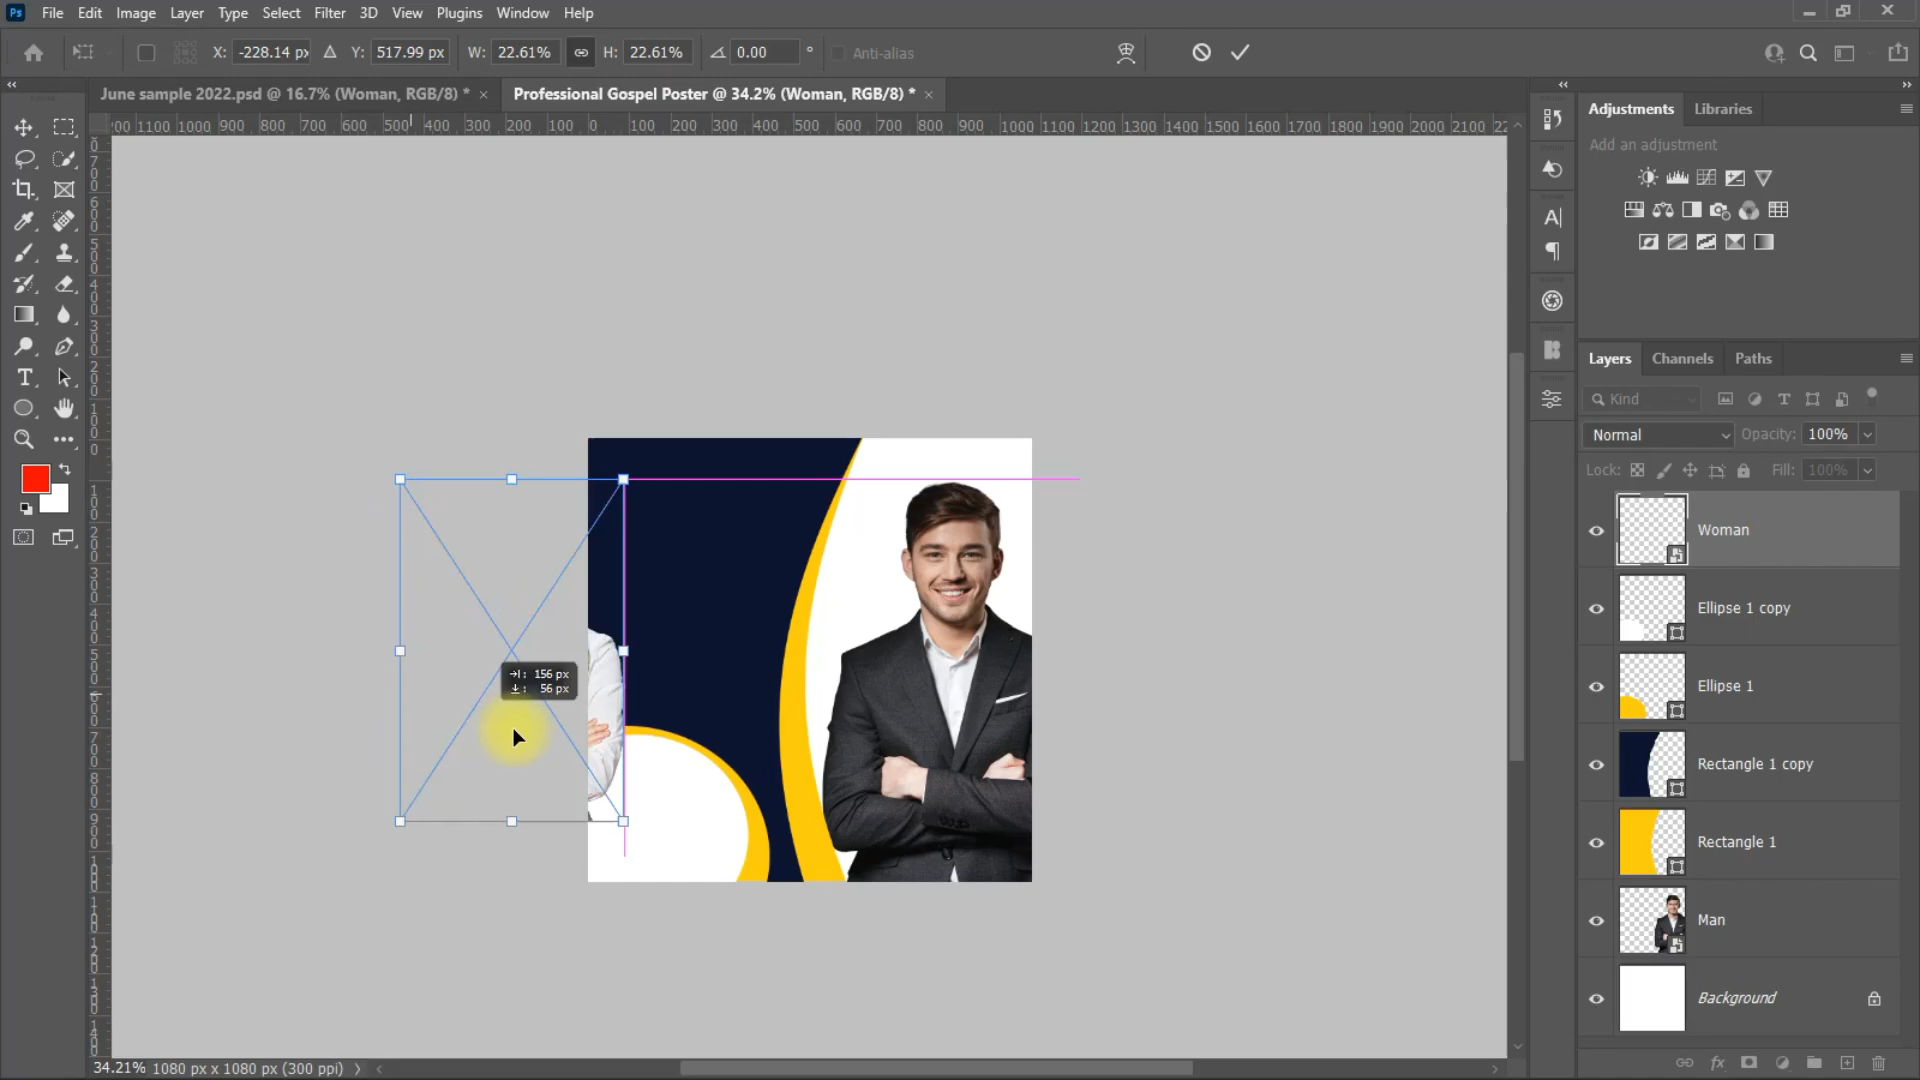 Ps File Edit Image Layer Type Select Filter 3D View Plugins Window Help
X: -228.14 px Y: 517.99 px W: 22.61% H: 22.61% 0.00 ° Anti-alias
June sample 2022.psd @ 16.7% (Woman, RGB/8) * × Professional Gospel Poster @ 34.2% (Woman, RGB/8) * ×
1100 1000 900 800 700 600 500 400 300 200 100 0 100 200 300 400 500 600 700 800 900 1000 1100 1200 1300 1400 1500 1600 1700 1800 1900 2000 2100
Adjustments Libraries
Add an adjustment
Layers Channels Paths
Kind
Normal Opacity: 100%
Lock: Fill: 100%
Woman
Ellipse 1 copy
Ellipse 1
156 px
56 px
Rectangle 1 copy
Rectangle 1
Man
Background
34.21% 1080 px x 1080 px (300 ppi)